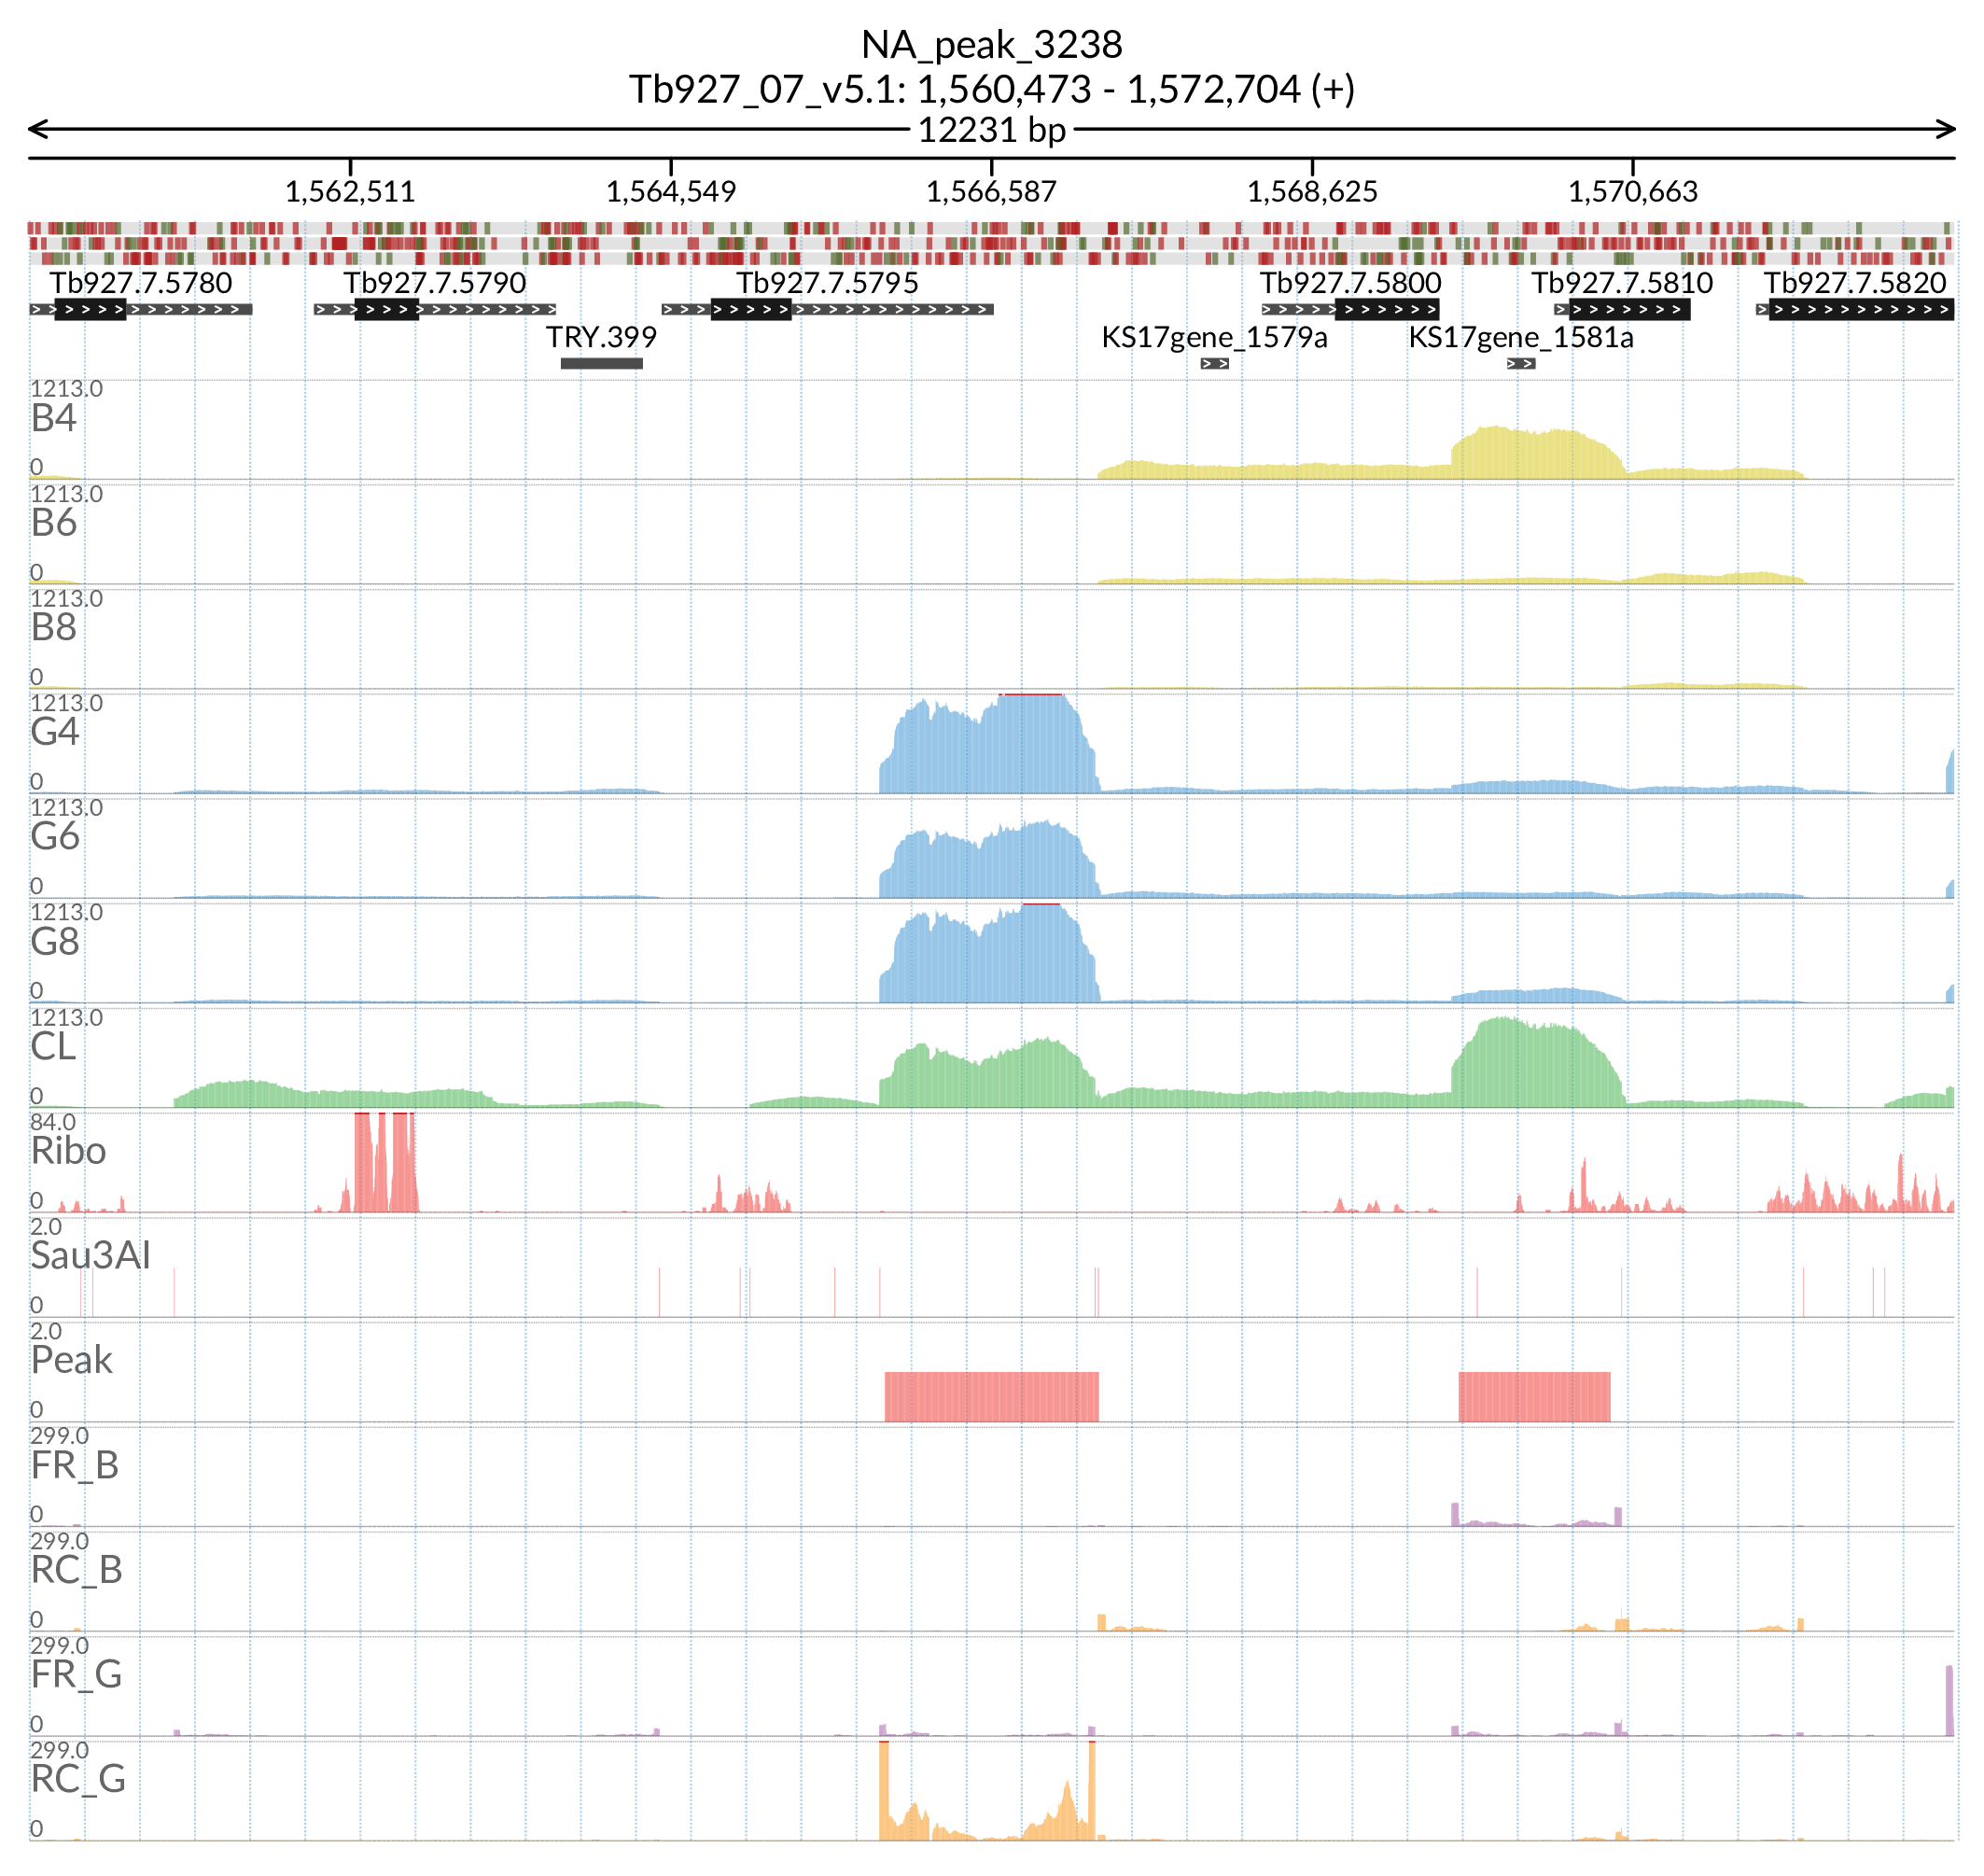 NA_peak_3238
Tb927_07_v5.1: 1,560,473 - 1,572,704 (+)
12231 bp
1,562,511 1,564,549 1,566,587 1,568,625 1,570,663
Tb927.7.5780 Tb927.7.5790 Tb927.7.5795 Tb927.7.5800 Tb927.7.5810 Tb927.7.5820
TRY.399 KS17gene_1579a KS17gene_1581a
1213.0
B4
0
1213.0
B6
0
1213.0
B8
0
1213.0
G4
0
1213.0
G6
0
1213.0
G8
0
1213.0
CL
0
84.0
Ribo
0
2.0
Sau3AI
0
2.0
Peak
0
299.0
FR_B
0
299.0
RC_B
0
299.0
FR_G
0
299.0
RC_G
0